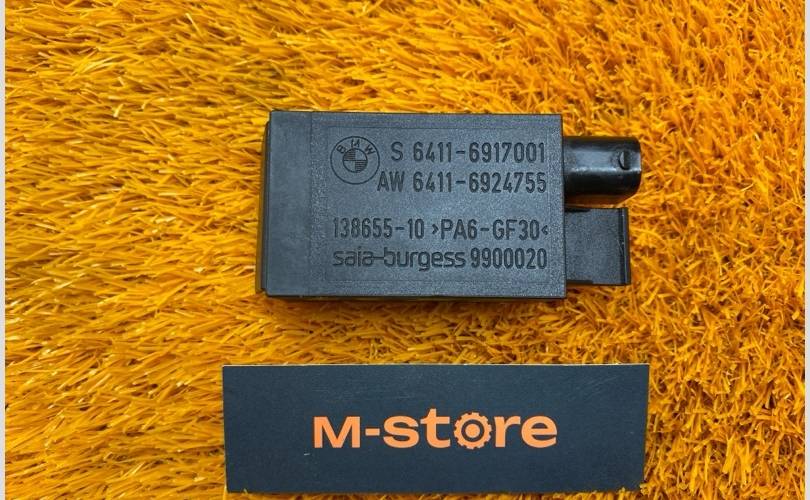 BMW
S 6411-6917001
AW 6411-6924755
138655-10 >PA6-GF30<
saia-burgess 9900020
M-store